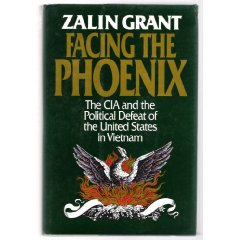 ZALIN GRANT
FACING THE
PHOENIX
The CIA and the
Political Defeat of
the United States
in Vietnam